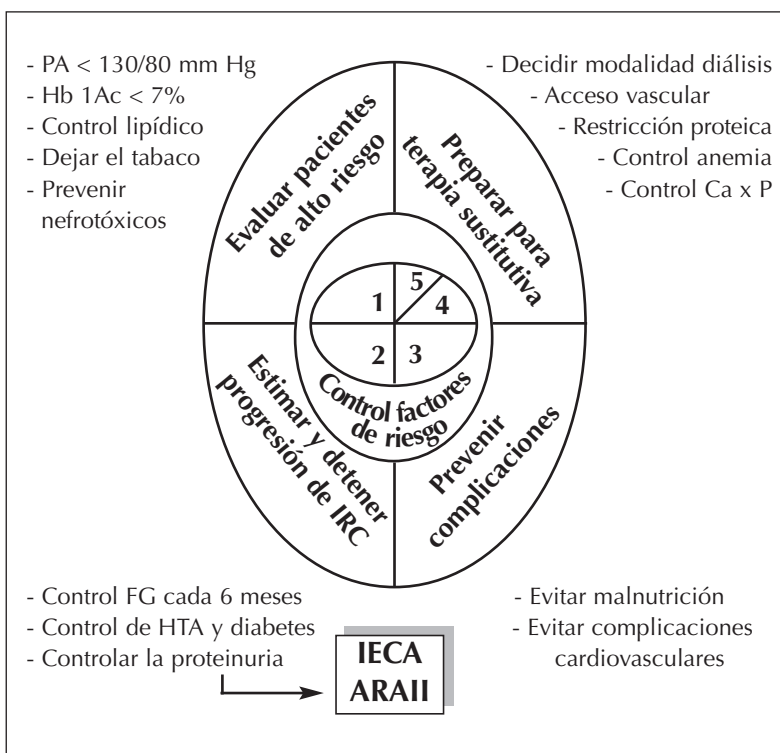 - PA < 130/80 mm Hg
- Hb 1Ac < 7%
- Control lipídico
- Dejar el tabaco
- Prevenir
nefrotóxicos
- Decidir modalidad diálisis
- Acceso vascular
- Restricción proteica
- Control anemia
- Control Ca x P
Evaluar pacientes
de alto riesgo
Preparar para
terapia sustitutiva
1
5
4
2
3
Control factores
de riesgo
Estimar y detener
progresión de IRC
Prevenir
complicaciones
- Control FG cada 6 meses
- Control de HTA y diabetes
- Controlar la proteinuria
IECA
ARAII
- Evitar malnutrición
- Evitar complicaciones
cardiovasculares